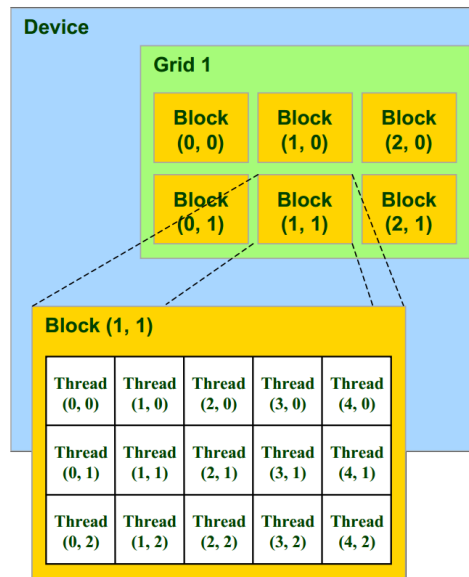 Device
Grid 1
Block Block Block
(0, 0) (1, 0) (2, 0)
Block Block Block
(0, 1) (1, 1) (2, 1)
Block (1, 1)
Thread Thread Thread Thread Thread
(0, 0) (1, 0) (2, 0) (3, 0) (4, 0)
Thread Thread Thread Thread Thread
(0, 1) (1, 1) (2, 1) (3, 1) (4, 1)
Thread Thread Thread Thread Thread
(0, 2) (1, 2) (2, 2) (3, 2) (4, 2)